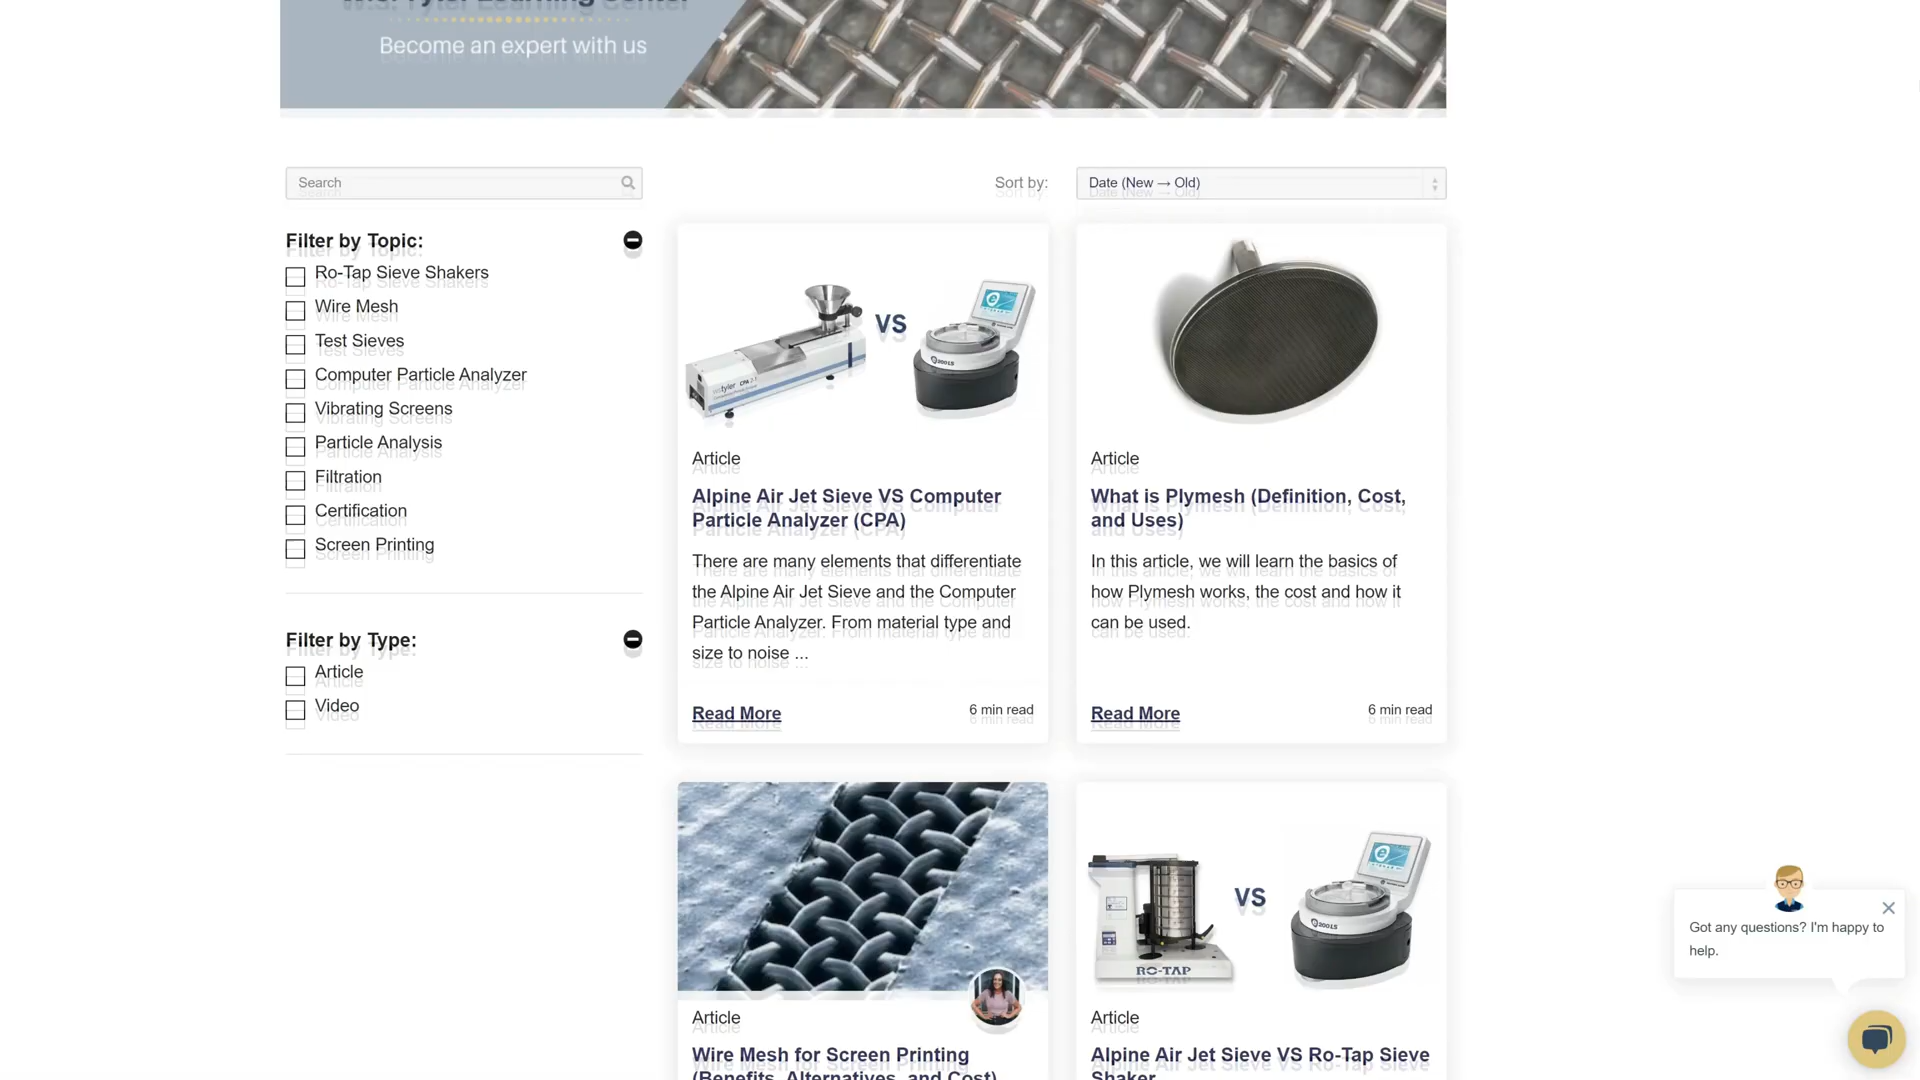 Become an expert with us
Search
Sort by:
Date (New → Old)
Filter by Topic:
Ro-Tap Sieve Shakers
Wire Mesh
Test Sieves
Computer Particle Analyzer
Vibrating Screens
Particle Analysis
Filtration
Certification
Screen Printing
Filter by Type:
Article
Video
VS
Article
Alpine Air Jet Sieve VS Computer
Particle Analyzer (CPA)
There are many elements that differentiate
the Alpine Air Jet Sieve and the Computer
Particle Analyzer. From material type and
size to noise ...
Read More
6 min read
Article
What is Plymesh (Definition, Cost,
and Uses)
In this article, we will learn the basics of
how Plymesh works, the cost and how it
can be used.
Read More
6 min read
Article
Wire Mesh for Screen Printing
(Benefits, Alternatives, and Cost)
VS
RO-TAP
Article
Alpine Air Jet Sieve VS Ro-Tap Sieve
Shaker
Got any questions? I'm happy to
help.